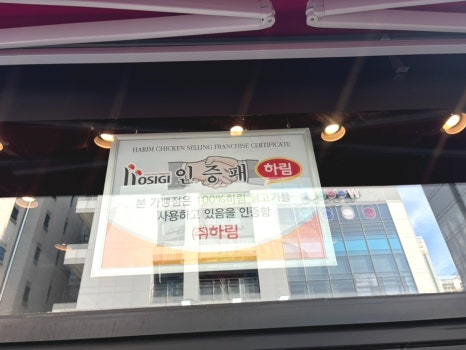 HARIM CHICKEN SELLING FRANCHISE CERTIFICATE
HOSIGI 인증패 하림
본 가맹점은 100%하림 닭고기를
사용하고 있음을 인증함
(주)하림